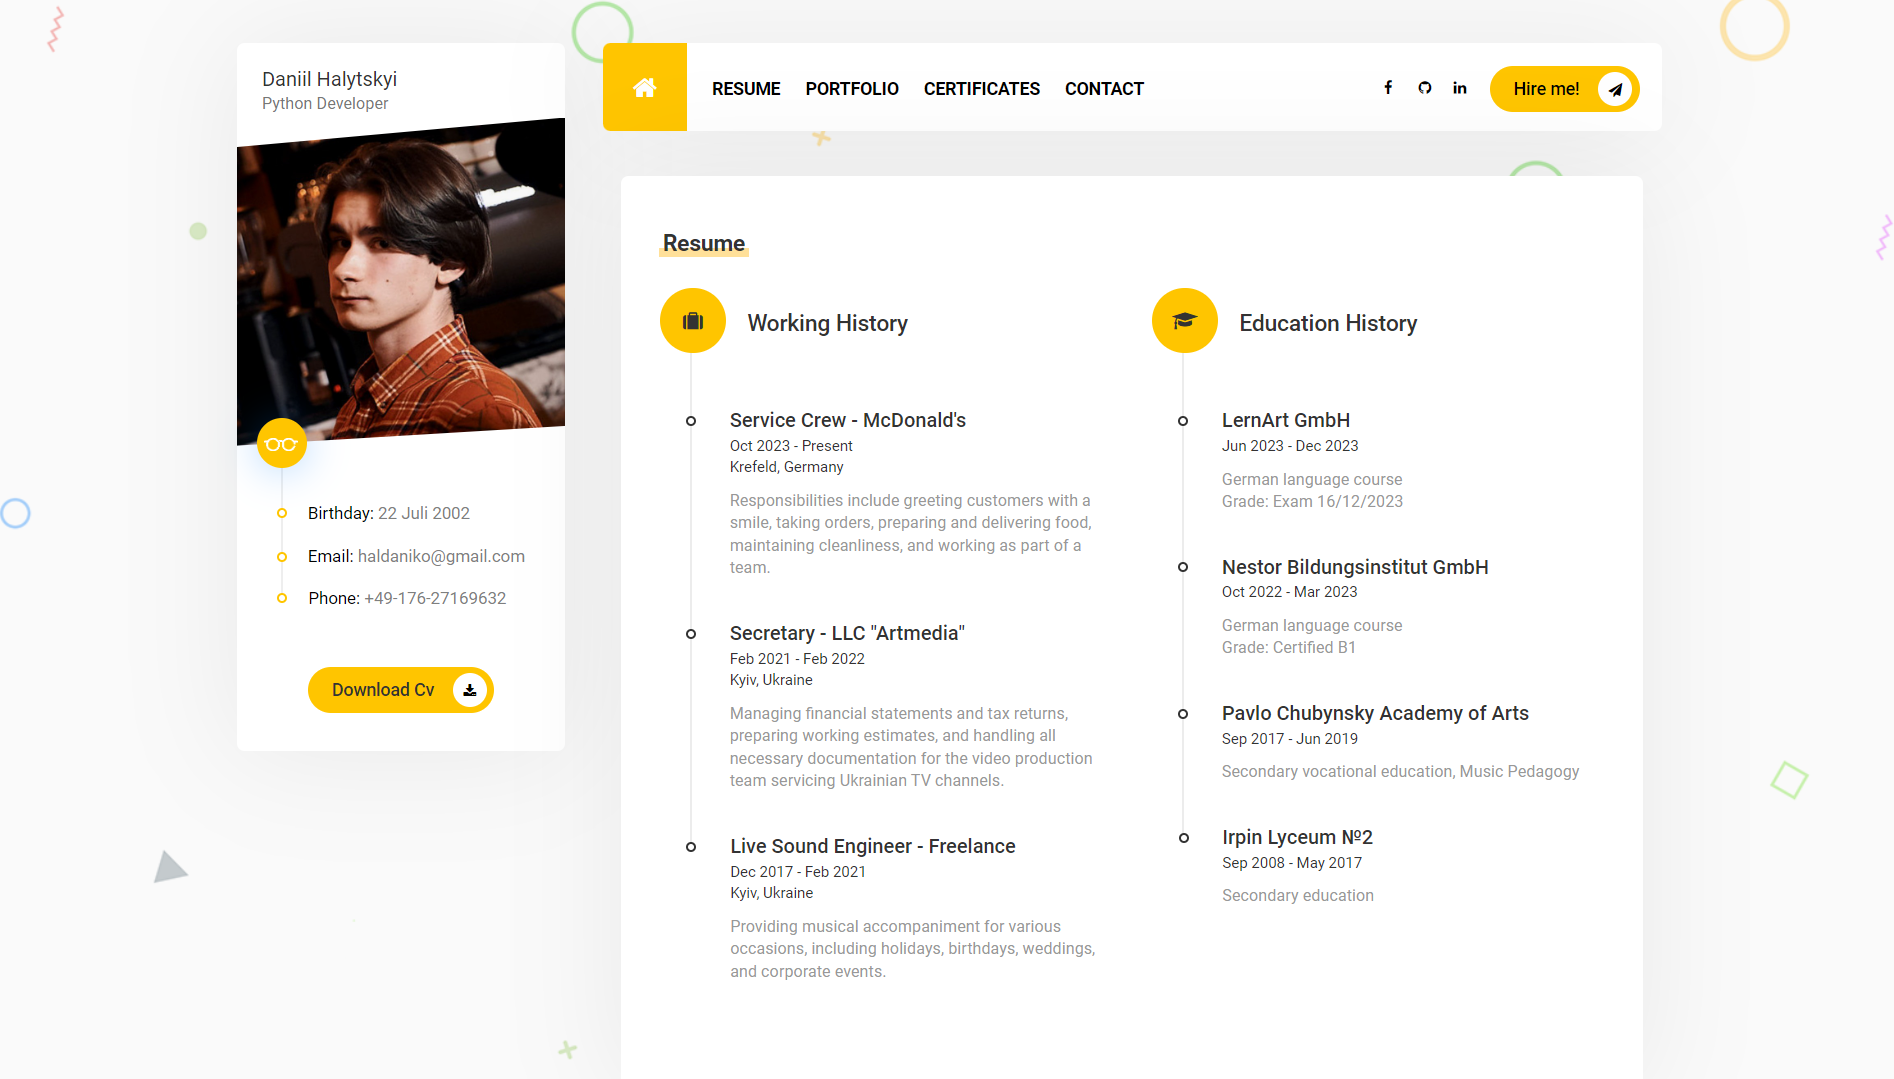 Daniil Halytskyi
Python Developer
Birthday: 22 Juli 2002
Email: haldaniko@gmail.com
Phone: +49-176-27169632
Download Cv
RESUME PORTFOLIO CERTIFICATES CONTACT
Hire me!
Resume
Working History
Service Crew - McDonald's
Oct 2023 - Present
Krefeld, Germany
Responsibilities include greeting customers with a
smile, taking orders, preparing and delivering food,
maintaining cleanliness, and working as part of a
team.
Secretary - LLC "Artmedia"
Feb 2021 - Feb 2022
Kyiv, Ukraine
Managing financial statements and tax returns,
preparing working estimates, and handling all
necessary documentation for the video production
team servicing Ukrainian TV channels.
Live Sound Engineer - Freelance
Dec 2017 - Feb 2021
Kyiv, Ukraine
Providing musical accompaniment for various
occasions, including holidays, birthdays, weddings,
and corporate events.
Education History
LernArt GmbH
Jun 2023 - Dec 2023
German language course
Grade: Exam 16/12/2023
Nestor Bildungsinstitut GmbH
Oct 2022 - Mar 2023
German language course
Grade: Certified B1
Pavlo Chubynsky Academy of Arts
Sep 2017 - Jun 2019
Secondary vocational education, Music Pedagogy
Irpin Lyceum №2
Sep 2008 - May 2017
Secondary education